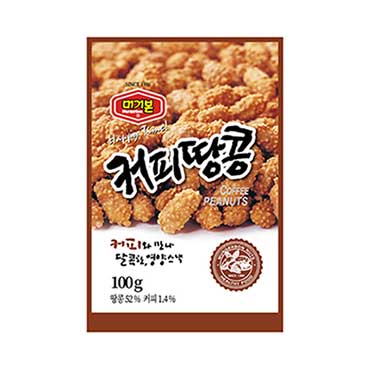 SINCE 1986
머거본
커피땅콩
COFFEE
PEANUTS
커피와 만나
달콤한, 영양스낵
100g
땅콩 52% 커피 1.4%